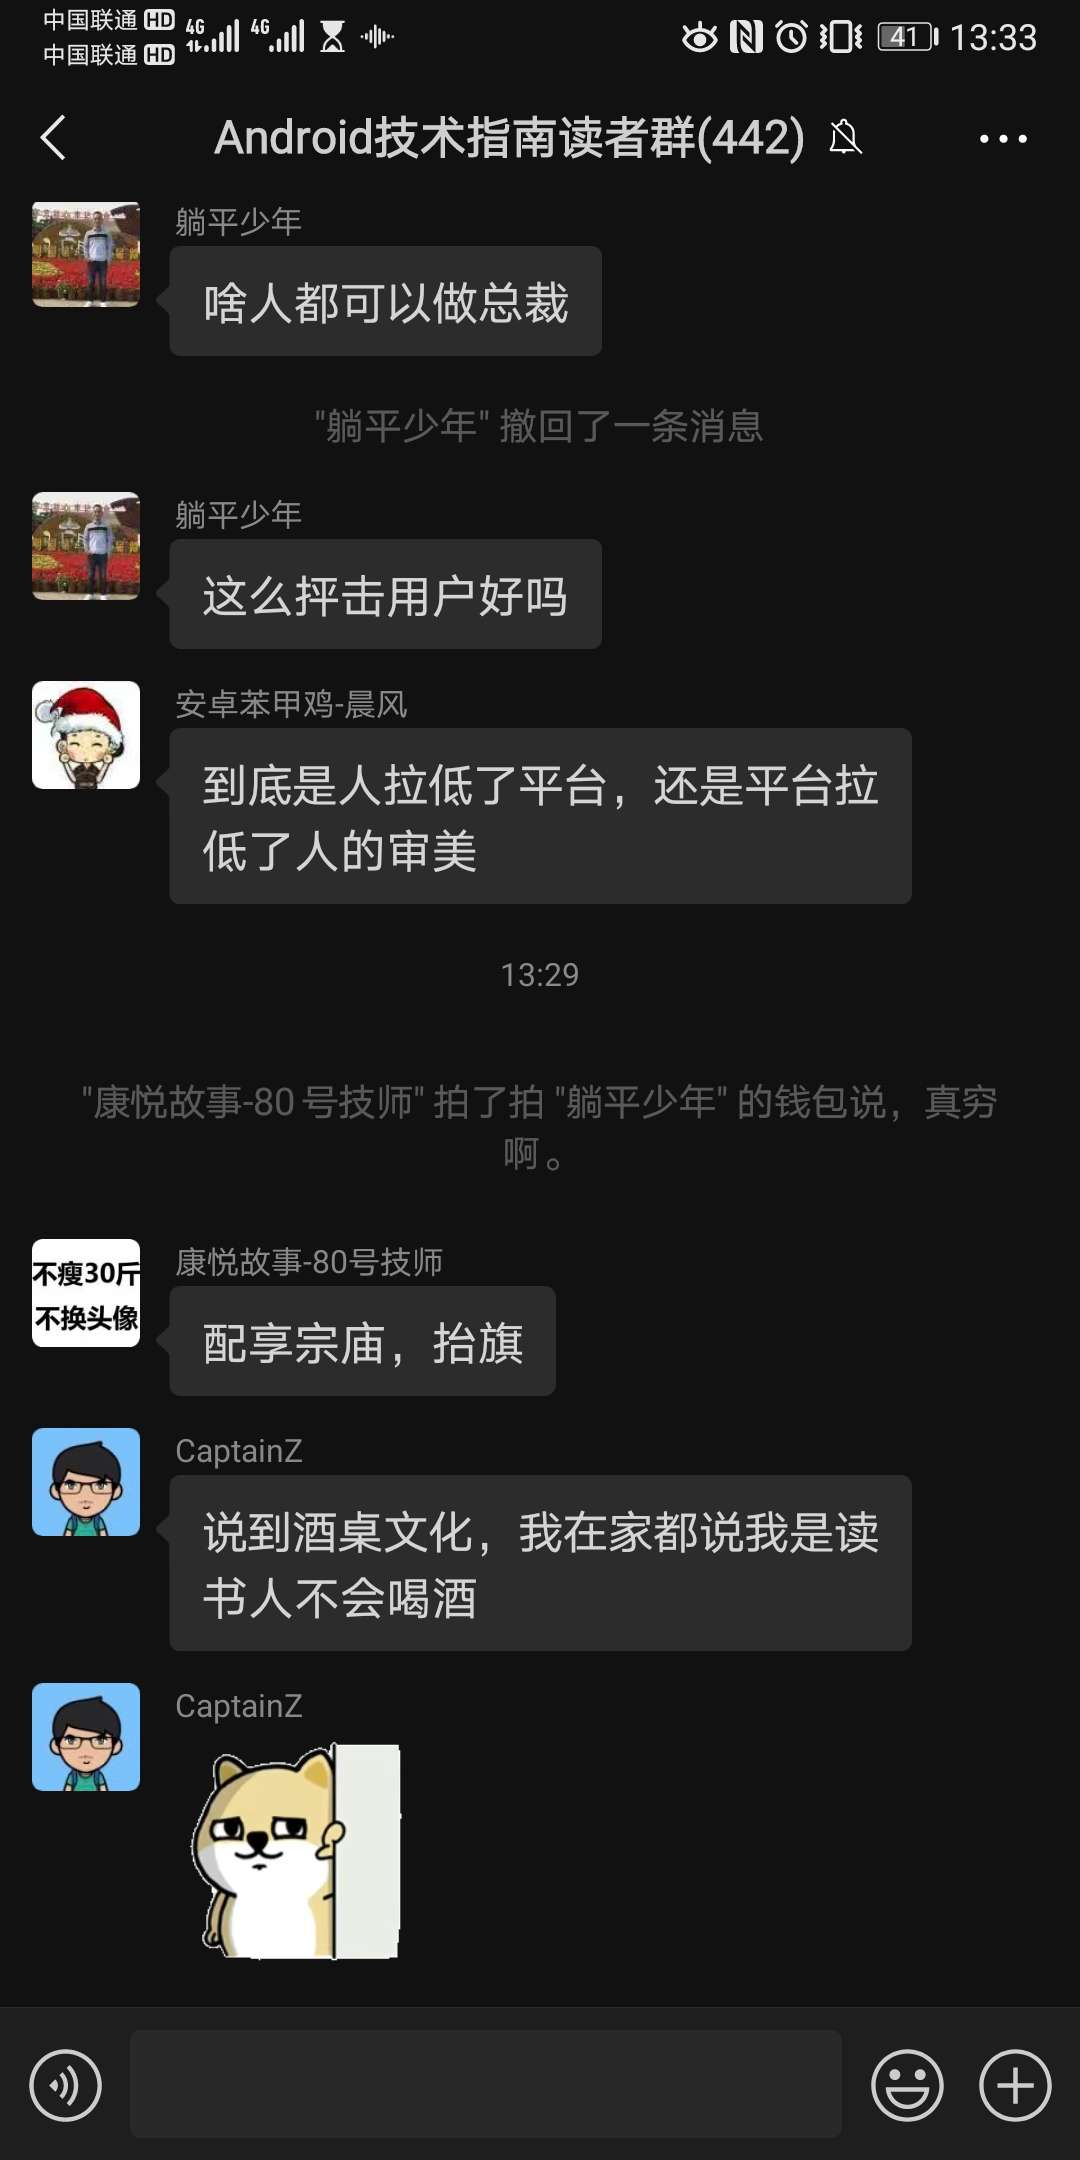 中国联通 HD 4G 4G 41 13:33
中国联通 HD
Android技术指南读者群(442)
躺平少年
啥人都可以做总裁
"躺平少年" 撤回了一条消息
躺平少年
这么抨击用户好吗
安卓苯甲鸡-晨风
到底是人拉低了平台，还是平台拉
低了人的审美
13:29
"康悦故事-80号技师" 拍了拍 "躺平少年" 的钱包说，真穷
啊。
不瘦30斤
不换头像
康悦故事-80号技师
配享宗庙，抬旗
CaptainZ
说到酒桌文化，我在家都说我是读
书人不会喝酒
CaptainZ